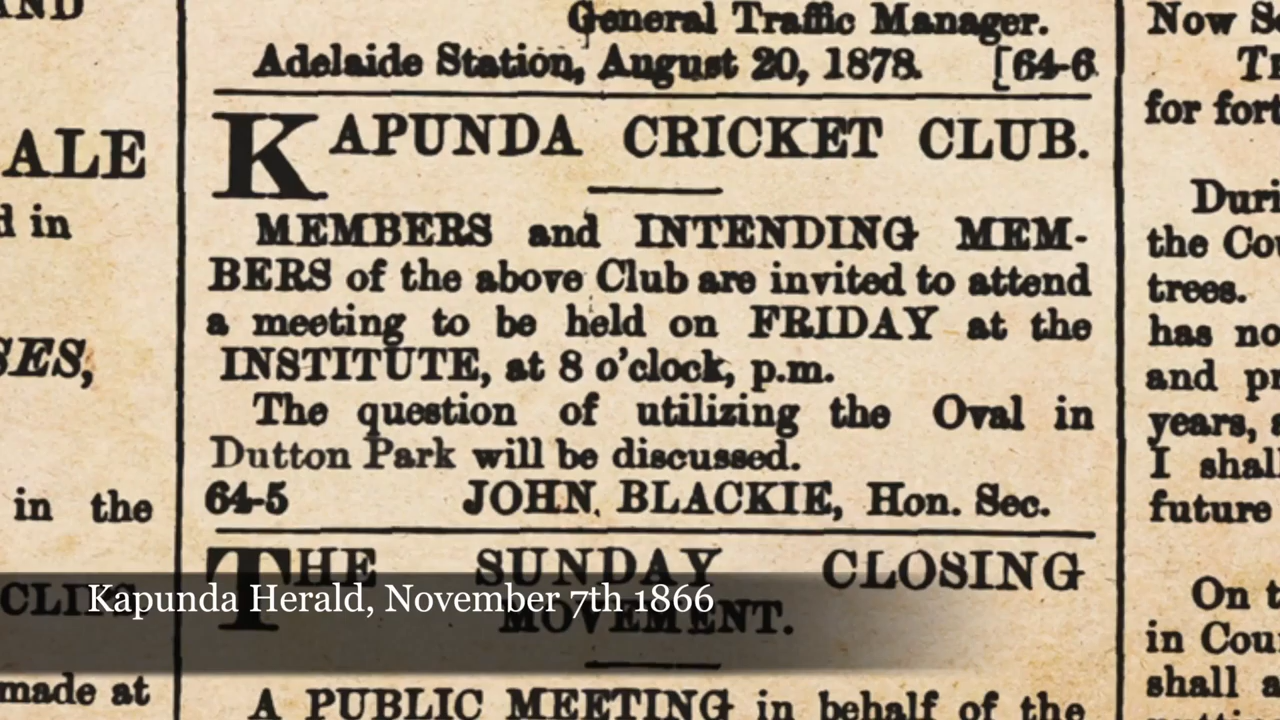 AND
ALE
d in
SES,
in the
made at
General Traffic Manager.
Adelaide Station, August 20, 1878. [64-6
KAPUNDA CRICKET CLUB.
MEMBERS and INTENDING MEM-
BERS of the above Club are invited to attend
a meeting to be held on FRIDAY at the
INSTITUTE, at 8 o'clock, p.m.
The question of utilizing the Oval in
Dutton Park will be discussed.
64-5 JOHN BLACKIE, Hon. Sec.
THE SUNDAY CLOSING
MOVEMENT.
A PUBLIC MEETING in behalf of the
Now
for
the
trees.
has
and
years,
I
future
On
in
shall
Kapunda Herald, November 7th 1866